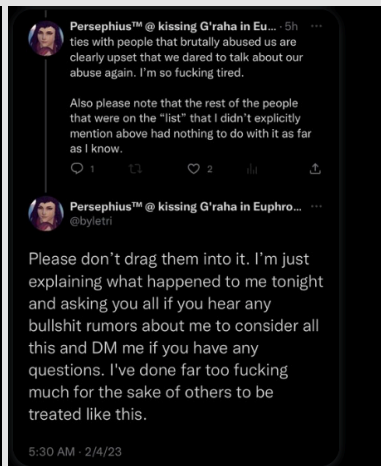 Persephius™ @ kissing G'raha in Eu... · 5h ...
ties with people that brutally abused us are
clearly upset that we dared to talk about our
abuse again. I'm so fucking tired.
Also please note that the rest of the people
that were on the “list” that I didn't explicitly
mention above had nothing to do with it as far
as I know.
1 2
Persephius™ @ kissing G'raha in Euphro... ...
@byletri
Please don't drag them into it. I'm just
explaining what happened to me tonight
and asking you all if you hear any
bullshit rumors about me to consider all
this and DM me if you have any
questions. I've done far too fucking
much for the sake of others to be
treated like this.
5:30 AM · 2/4/23